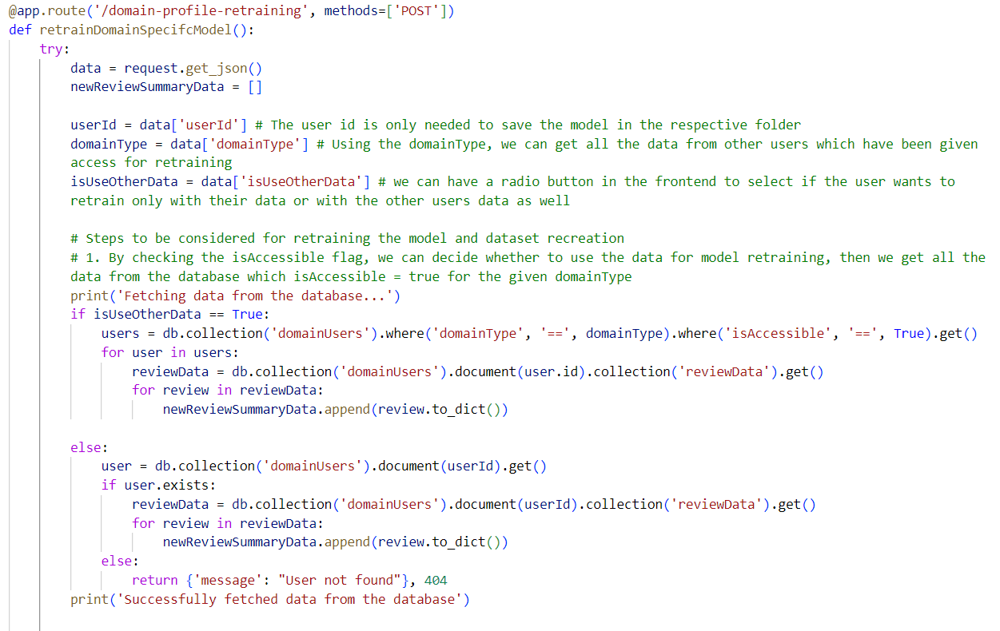 @app.route('/domain-profile-retraining', methods=['POST'])
def retrainDomainSpecifcModel():
    try:
        data = request.get_json()
        newReviewSummaryData = []

        userId = data['userId'] # The user id is only needed to save the model in the respective folder
        domainType = data['domainType'] # Using the domainType, we can get all the data from other users which have been given
        access for retraining
        isUseOtherData = data['isUseOtherData'] # we can have a radio button in the frontend to select if the user wants to
        retrain only with their data or with the other users data as well

        # Steps to be considered for retraining the model and dataset recreation
        # 1. By checking the isAccessible flag, we can decide whether to use the data for model retraining, then we get all the
        data from the database which isAccessible = true for the given domainType
        print('Fetching data from the database...')
        if isUseOtherData == True:
            users = db.collection('domainUsers').where('domainType', '==', domainType).where('isAccessible', '==', True).get()
            for user in users:
                reviewData = db.collection('domainUsers').document(user.id).collection('reviewData').get()
                for review in reviewData:
                    newReviewSummaryData.append(review.to_dict())

        else:
            user = db.collection('domainUsers').document(userId).get()
            if user.exists:
                reviewData = db.collection('domainUsers').document(userId).collection('reviewData').get()
                for review in reviewData:
                    newReviewSummaryData.append(review.to_dict())
            else:
                return {'message': "User not found"}, 404
        print('Successfully fetched data from the database')